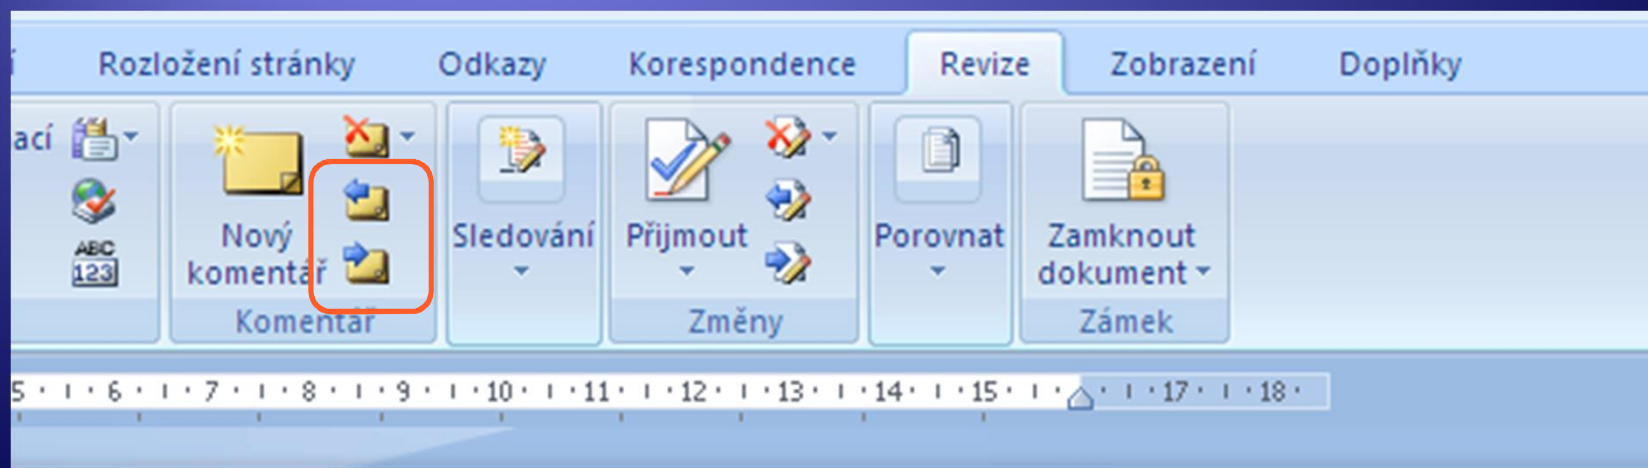 Rozložení stránky Odkazy Korespondence Revize Zobrazení Doplňky
ací
ABC
123
Nový
komentář
Komentář
Sledování
Přijmout
Změny
Porovnat
Zamknout
dokument
Zámek
5 6 7 8 9 10 11 12 13 14 15 17 18